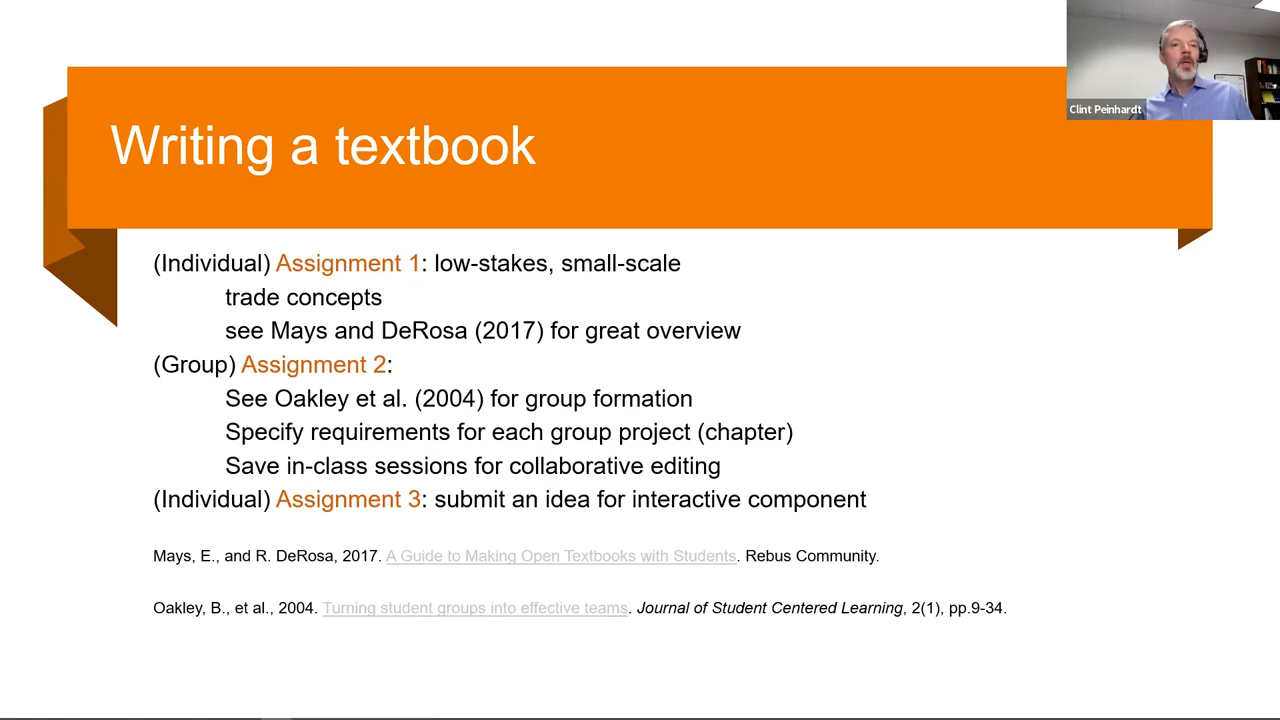 Clint Peinhardt
Writing a textbook
(Individual) Assignment 1: low-stakes, small-scale
trade concepts
see Mays and DeRosa (2017) for great overview
(Group) Assignment 2:
See Oakley et al. (2004) for group formation
Specify requirements for each group project (chapter)
Save in-class sessions for collaborative editing
(Individual) Assignment 3: submit an idea for interactive component
Mays, E., and R. DeRosa, 2017. A Guide to Making Open Textbooks with Students. Rebus Community.
Oakley, B., et al., 2004. Turning student groups into effective teams. Journal of Student Centered Learning, 2(1), pp.9-34.